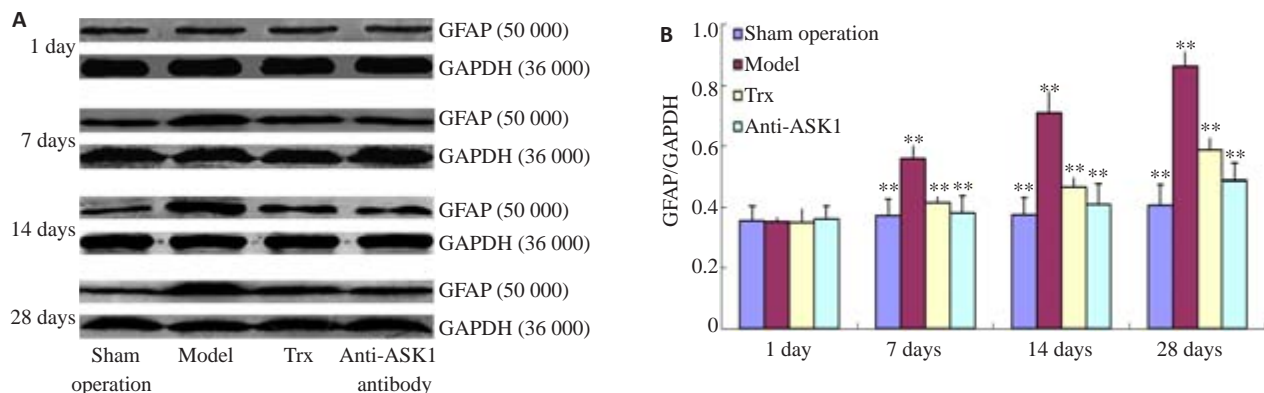 A
1 day
GFAP (50 000)
GAPDH (36 000)
7 days
GFAP (50 000)
GAPDH (36 000)
14 days
GFAP (50 000)
GAPDH (36 000)
28 days
GFAP (50 000)
GAPDH (36 000)
Sham operation
Model
Trx
Anti-ASK1 antibody
B
GFAP/GAPDH
1.0
0.8
0.6
0.4
0.2
0
Sham operation
Model
Trx
Anti-ASK1
** ** ** **
** ** ** **
** ** ** **
1 day
7 days
14 days
28 days